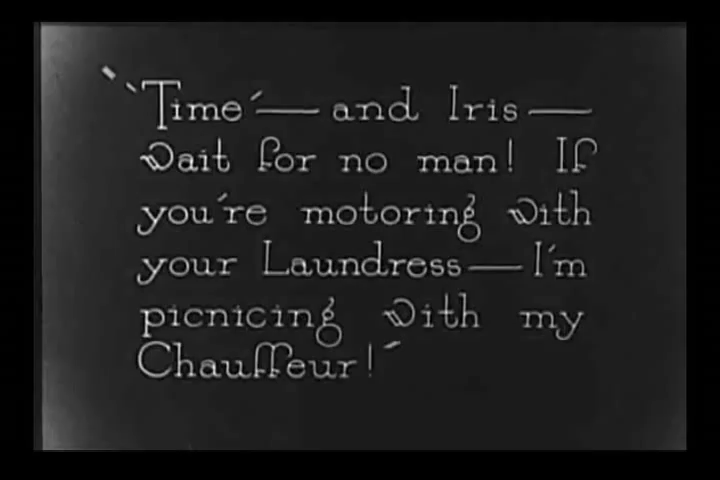 "'Time' — and Iris —
wait for no man! If
you're motoring with
your Laundress — I'm
picnicing with my
Chauffeur!"